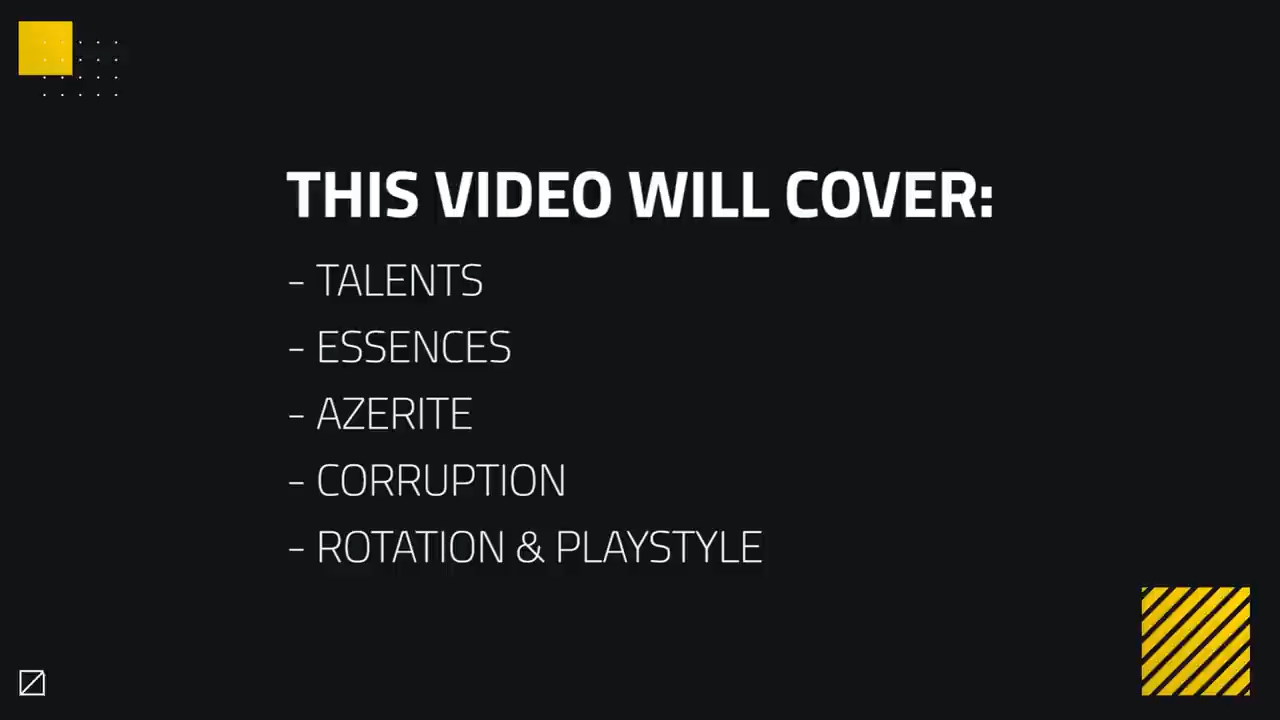 THIS VIDEO WILL COVER:
- TALENTS
- ESSENCES
- AZERITE
- CORRUPTION
- ROTATION & PLAYSTYLE